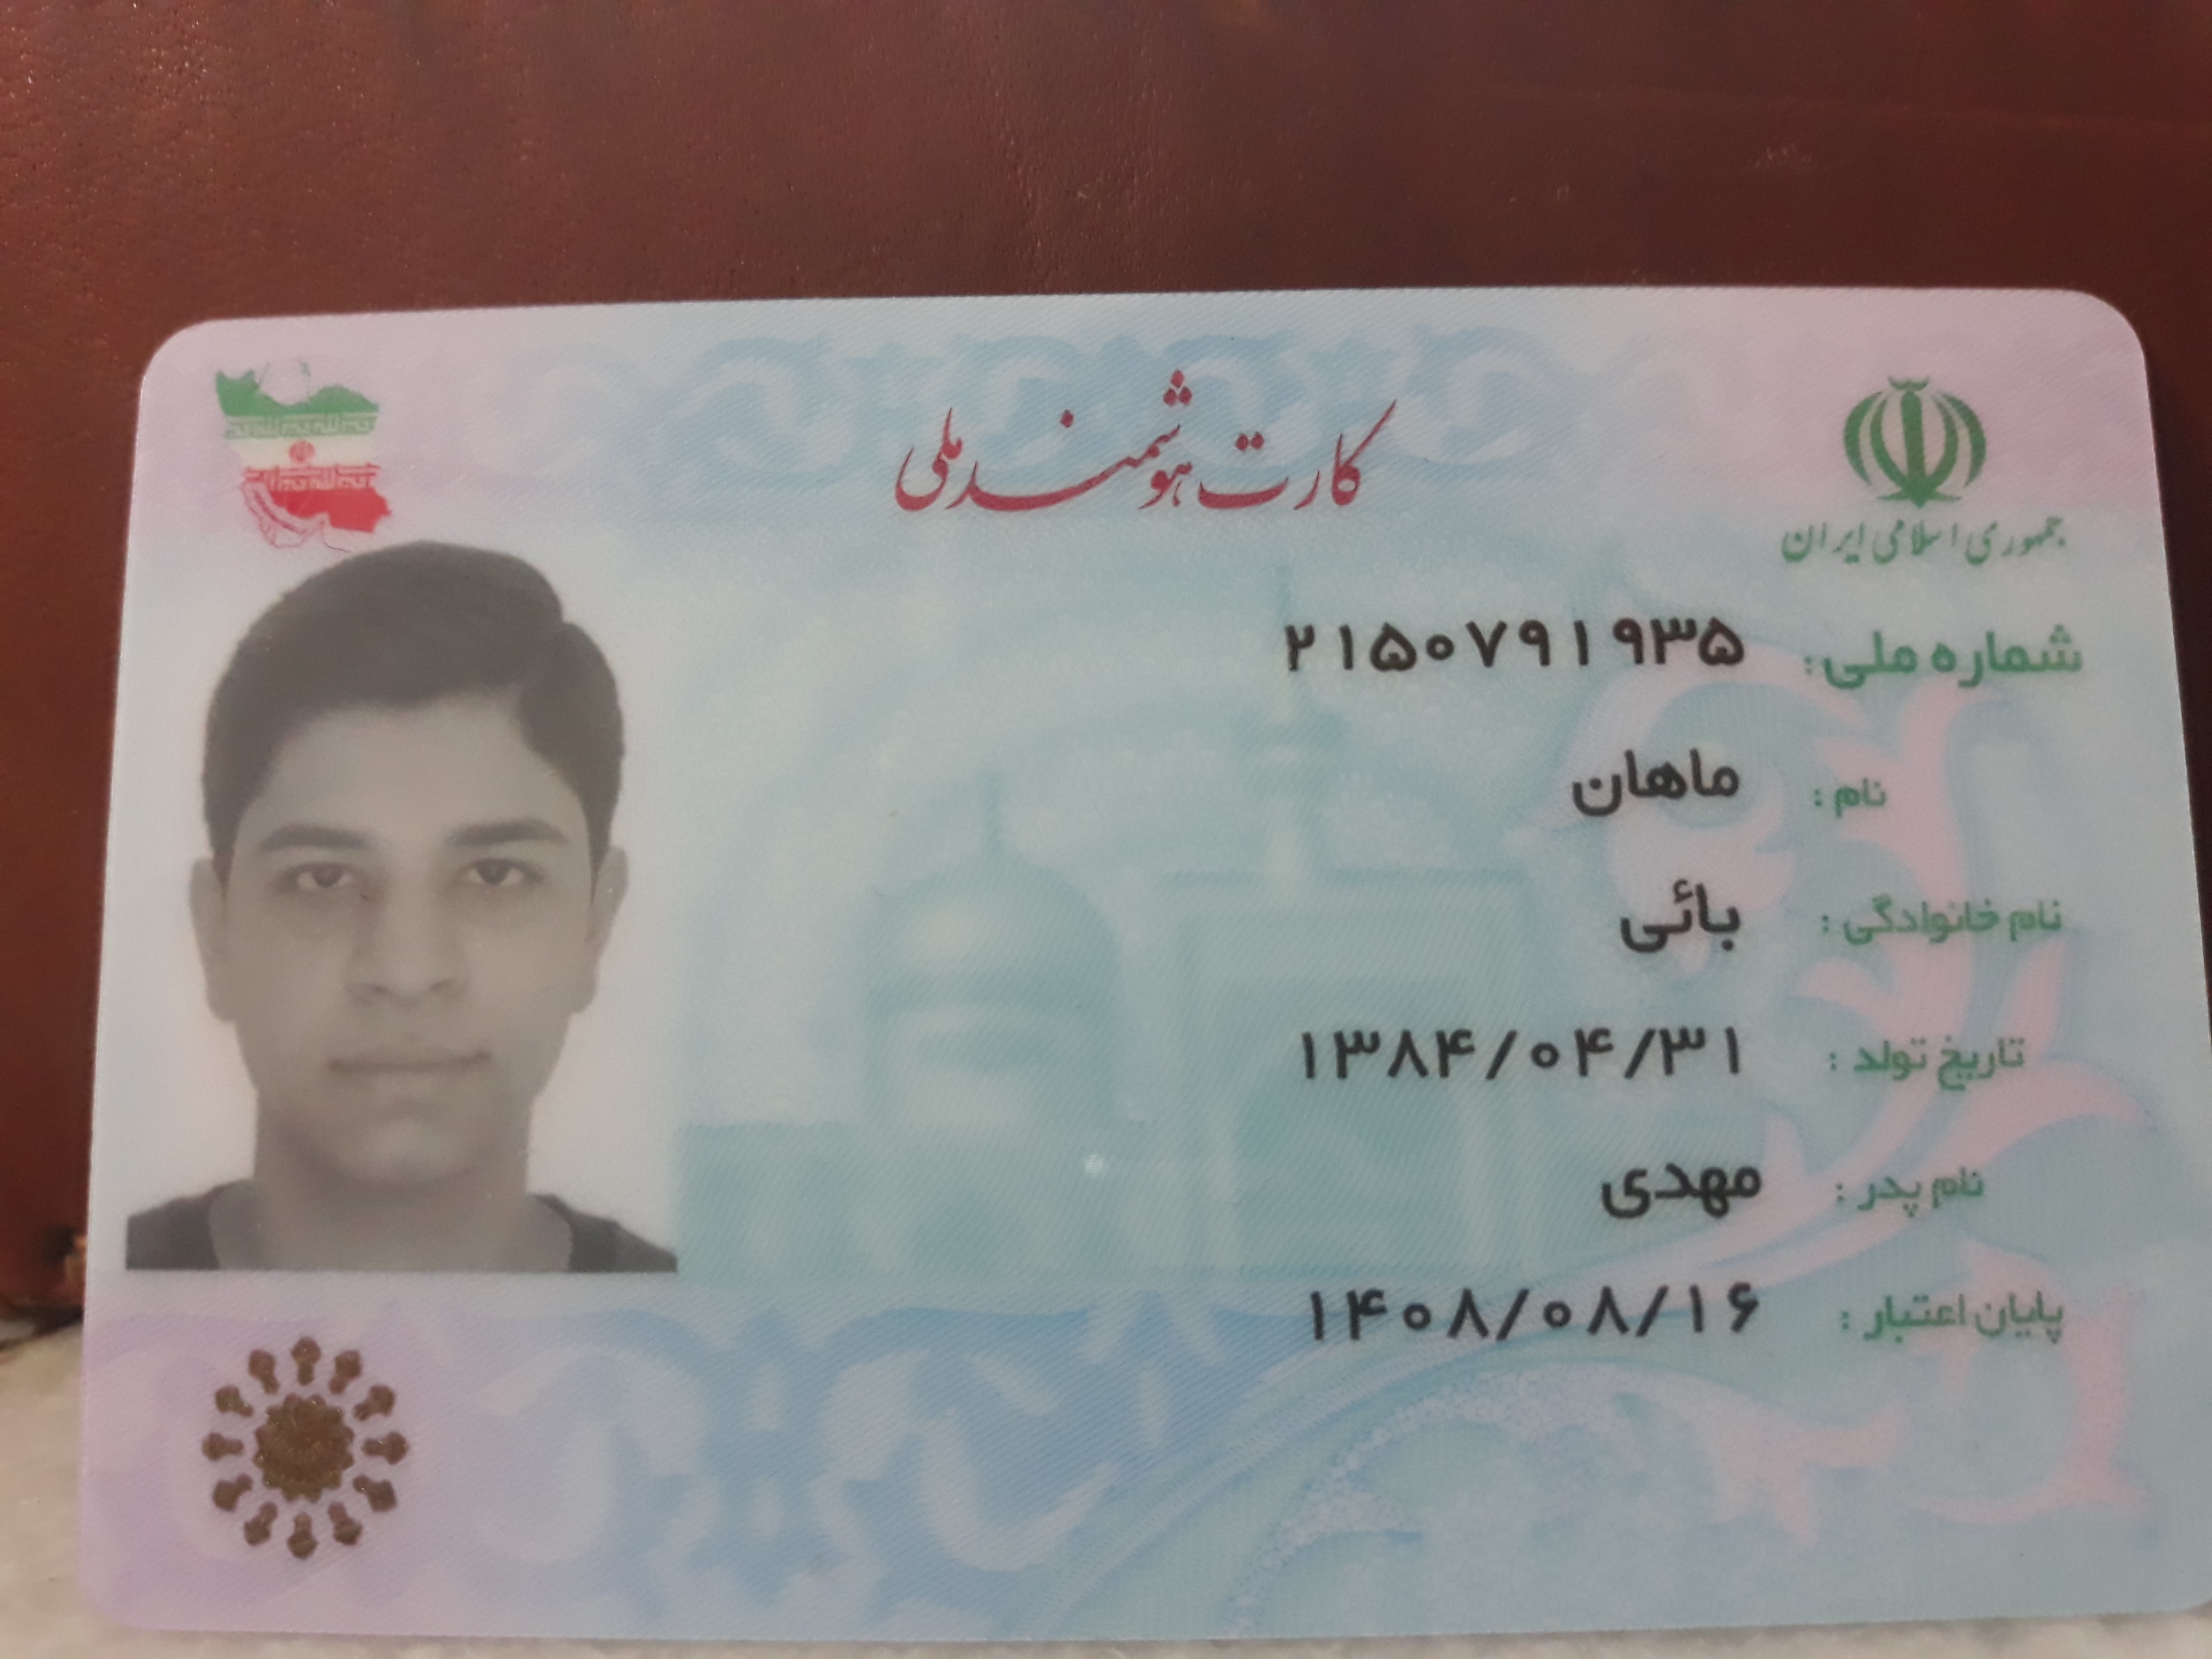 کارت هوشمند ملی
جمهوری اسلامی ایران
شماره ملی: ۲۱۵۰۷۹۱۹۳۵
نام: ماهان
نام خانوادگی: بائی
تاریخ تولد: ۱۳۸۴/۰۴/۳۱
نام پدر: مهدی
پایان اعتبار: ۱۴۰۸/۰۸/۱۶